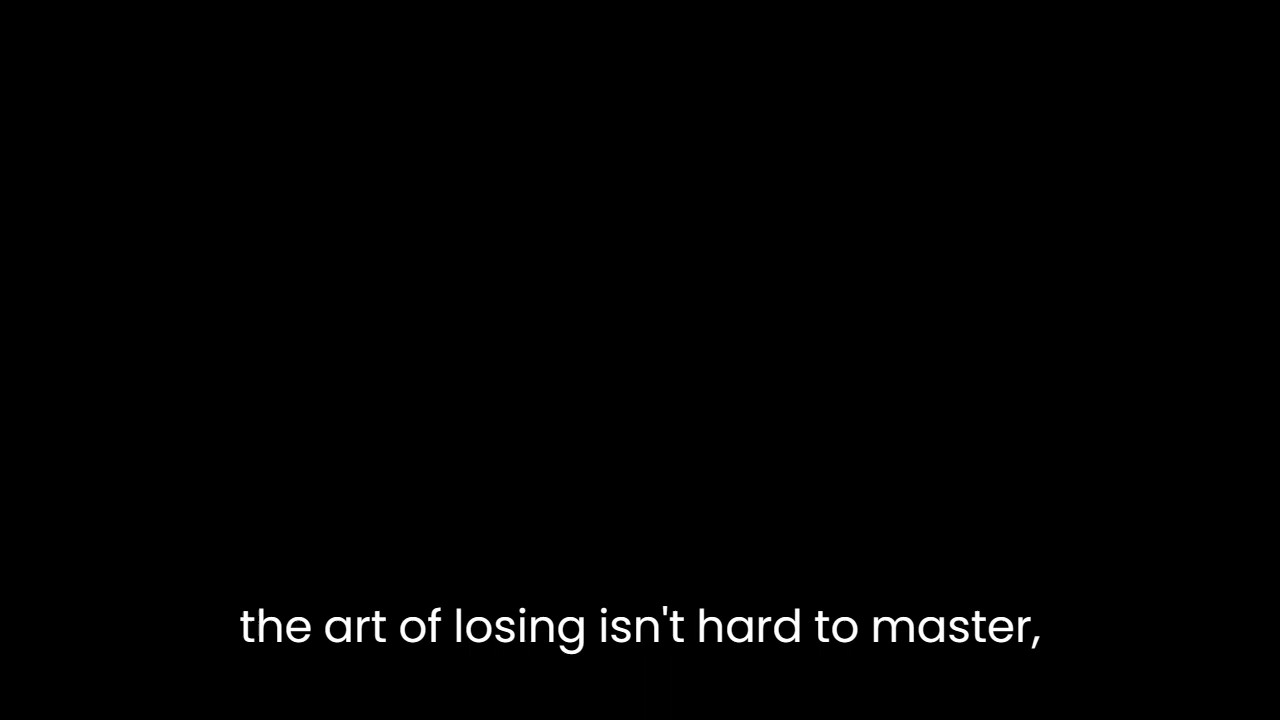 the art of losing isn't hard to master,